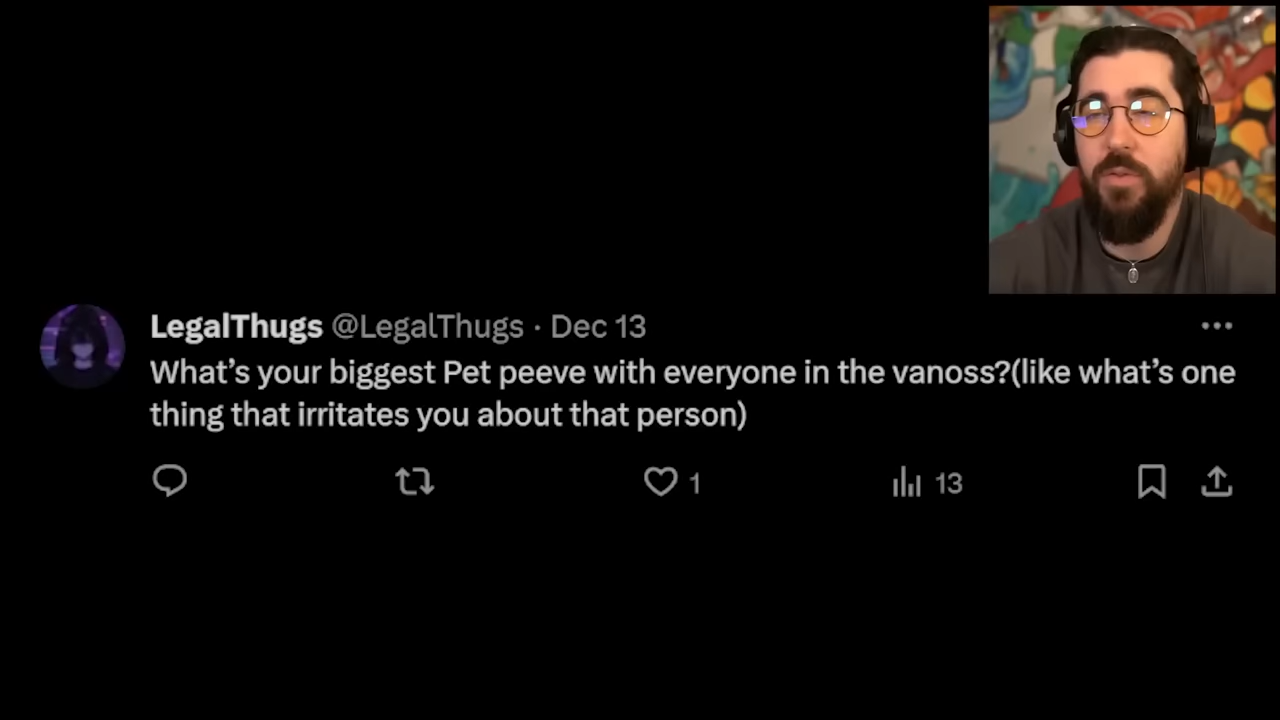 LegalThugs @LegalThugs · Dec 13
What’s your biggest Pet peeve with everyone in the vanoss?(like what’s one
thing that irritates you about that person)
1 13